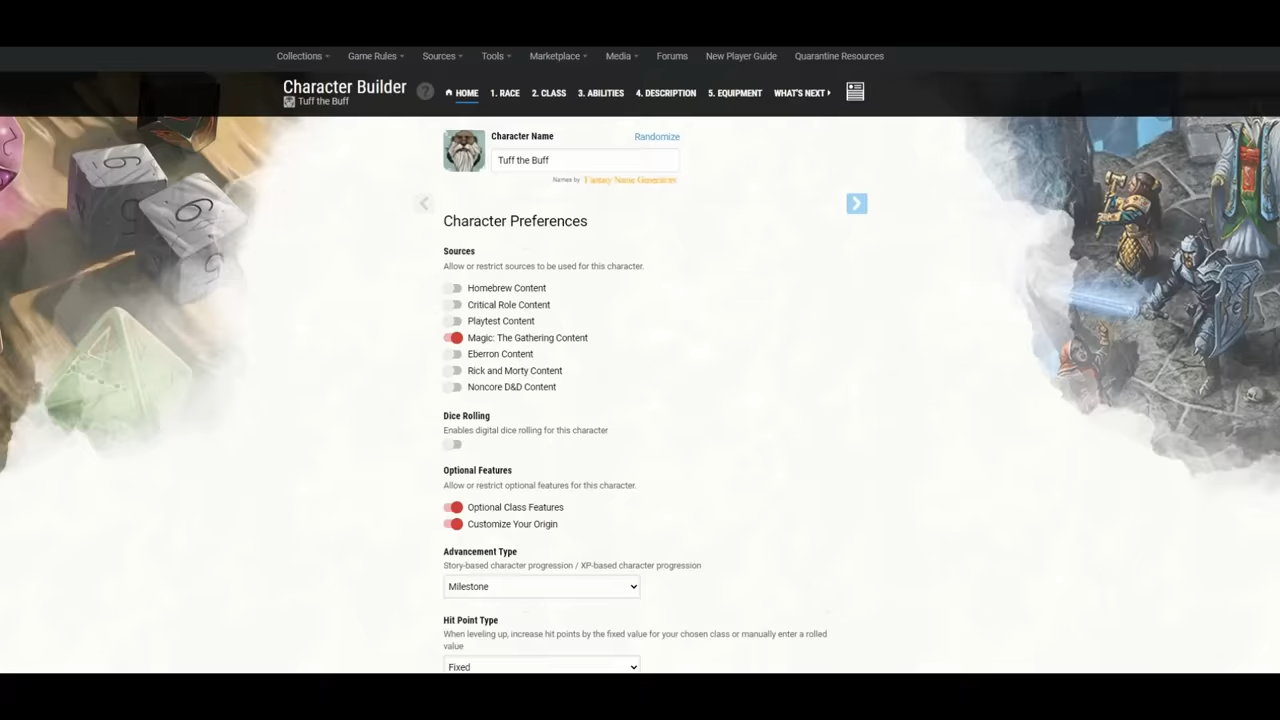 Collections Game Rules Sources Tools Marketplace Media Forums New Player Guide Quarantine Resources
Character Builder ? HOME 1. RACE 2. CLASS 3. ABILITIES 4. DESCRIPTION 5. EQUIPMENT WHAT'S NEXT
Tuff the Buff
Character Name Randomize
Tuff the Buff
Names by Fantasy Name Generators
Character Preferences
Sources
Allow or restrict sources to be used for this character.
Homebrew Content
Critical Role Content
Playtest Content
Magic: The Gathering Content
Eberron Content
Rick and Morty Content
Noncore D&D Content
Dice Rolling
Enables digital dice rolling for this character
Optional Features
Allow or restrict optional features for this character.
Optional Class Features
Customize Your Origin
Advancement Type
Story-based character progression / XP-based character progression
Milestone
Hit Point Type
When leveling up, increase hit points by the fixed value for your chosen class or manually enter a rolled
value
Fixed